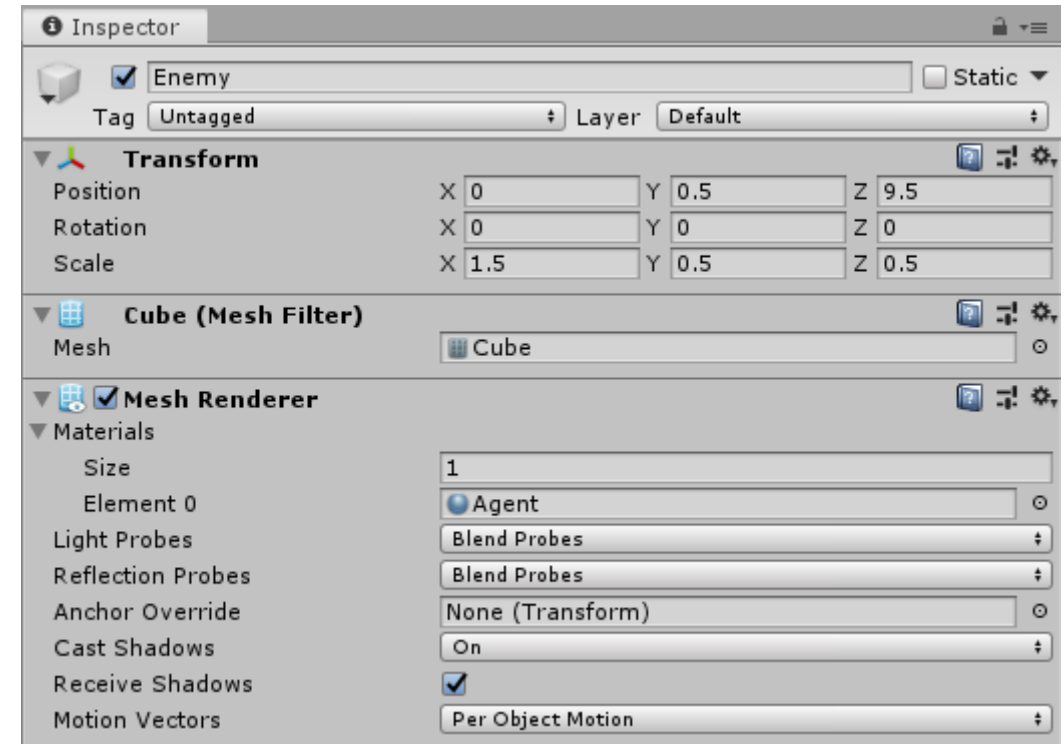 Inspector
Enemy Static
Tag Untagged Layer Default
Transform
Position X 0 Y 0.5 Z 9.5
Rotation X 0 Y 0 Z 0
Scale X 1.5 Y 0.5 Z 0.5
Cube (Mesh Filter)
Mesh Cube
Mesh Renderer
Materials
Size 1
Element 0 Agent
Light Probes Blend Probes
Reflection Probes Blend Probes
Anchor Override None (Transform)
Cast Shadows On
Receive Shadows
Motion Vectors Per Object Motion